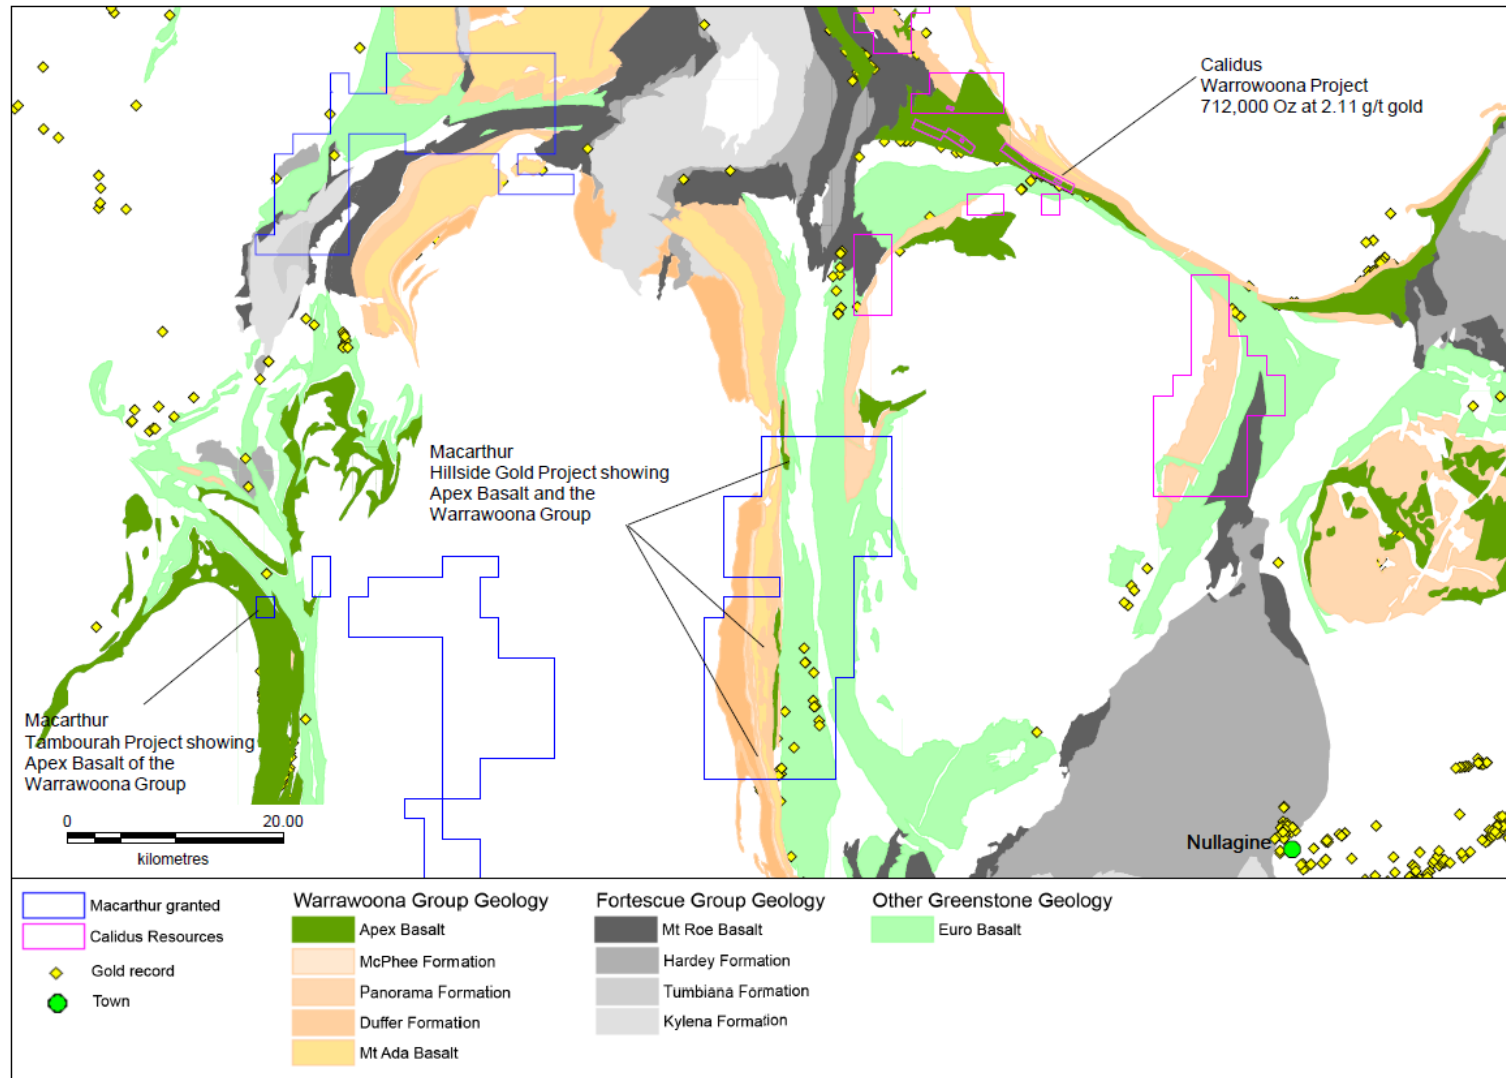 Calidus
Warrowoona Project
712,000 Oz at 2.11 g/t gold
Macarthur
Hillside Gold Project showing
Apex Basalt and the
Warrawoona Group
Macarthur
Tambourah Project showing
Apex Basalt of the
Warrawoona Group
0 20.00
kilometres
Nullagine
Macarthur granted
Calidus Resources
Gold record
Town
Warrawoona Group Geology
Apex Basalt
McPhee Formation
Panorama Formation
Duffer Formation
Mt Ada Basalt
Fortescue Group Geology
Mt Roe Basalt
Hardey Formation
Tumbiana Formation
Kylena Formation
Other Greenstone Geology
Euro Basalt